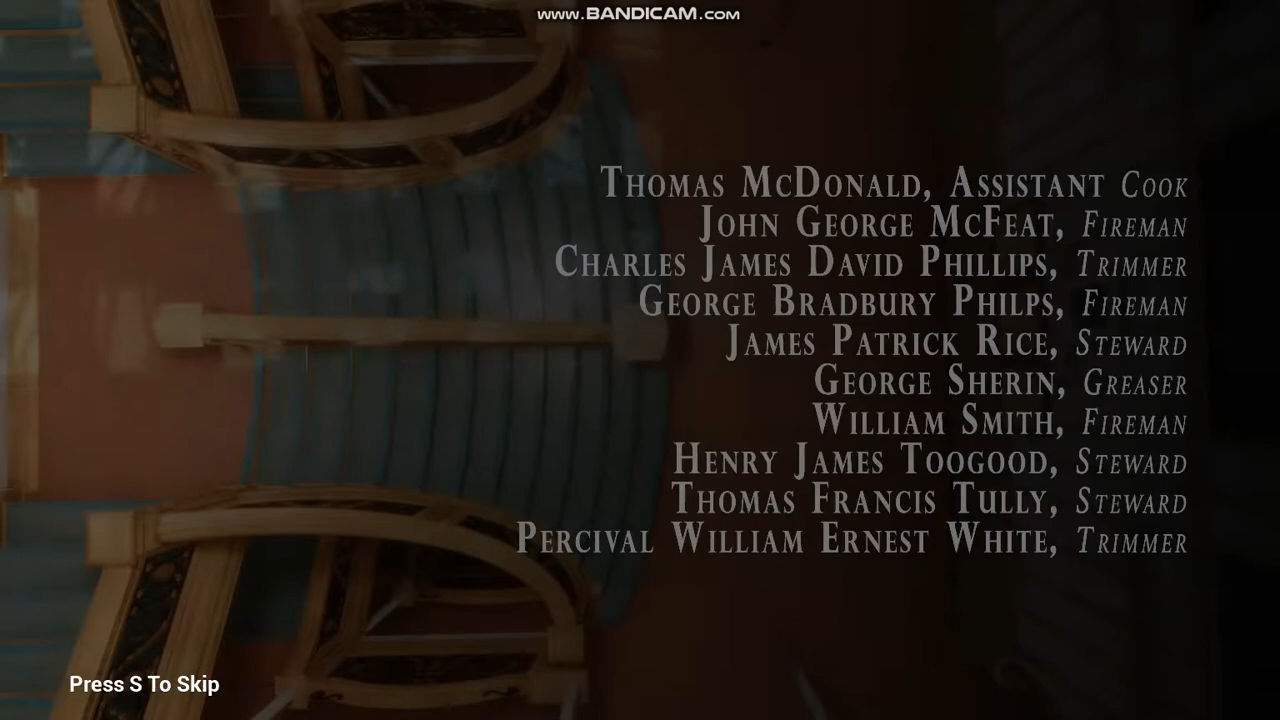 www.BANDICAM.com
Thomas McDonald, Assistant Cook
John George McFeat, Fireman
Charles James David Phillips, Trimmer
George Bradbury Philps, Fireman
James Patrick Rice, Steward
George Sherin, Greaser
William Smith, Fireman
Henry James Toogood, Steward
Thomas Francis Tully, Steward
Percival William Ernest White, Trimmer
Press S To Skip